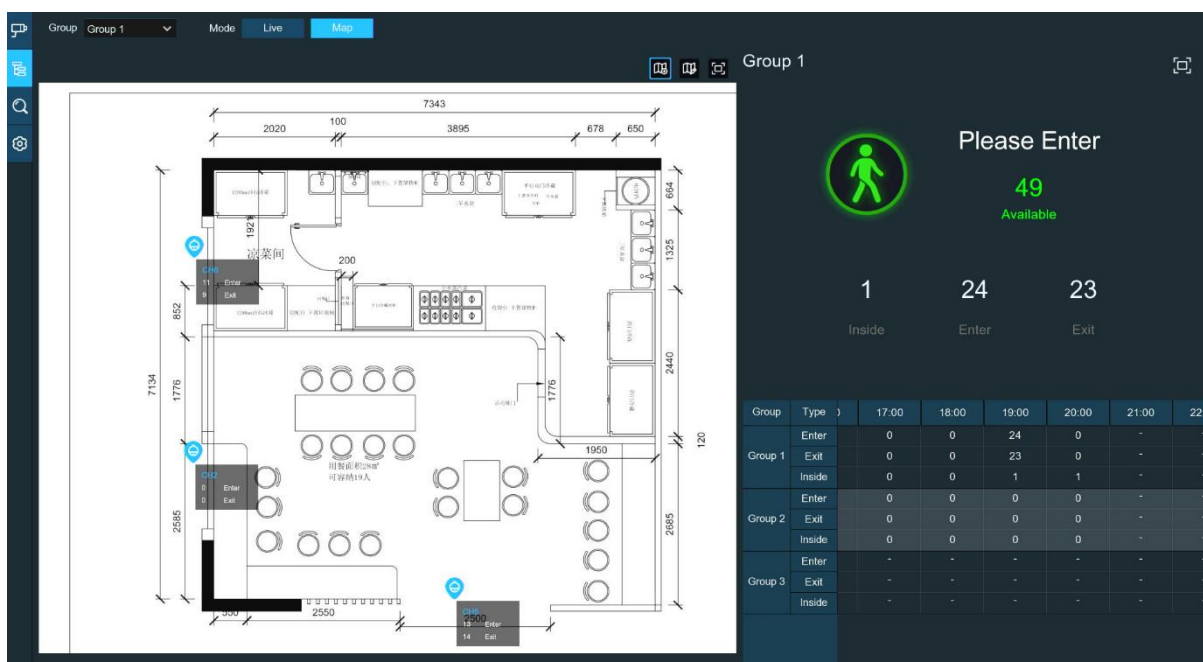 Group Group 1 Mode Live Map
Group 1
7343
2020 100 3895 678 650
Please Enter
49
Available
664
1325
凉菜间
200
CH6
11 Enter
9 Exit
852
1 24 23
Inside Enter Exit
7134
1776
1776
2440
120
1950
用餐面积28m²
可容纳19人
CH2
0 Enter
0 Exit
2585
2685
CH5
13 Enter
14 Exit
550 2550 2500
Group Type 17:00 18:00 19:00 20:00 21:00 22
Enter 0 0 24 0 -
Group 1 Exit 0 0 23 0 -
Inside 0 0 1 1 -
Enter 0 0 0 0 -
Group 2 Exit 0 0 0 0 -
Inside 0 0 0 0 -
Enter - - - - -
Group 3 Exit - - - - -
Inside - - - - -